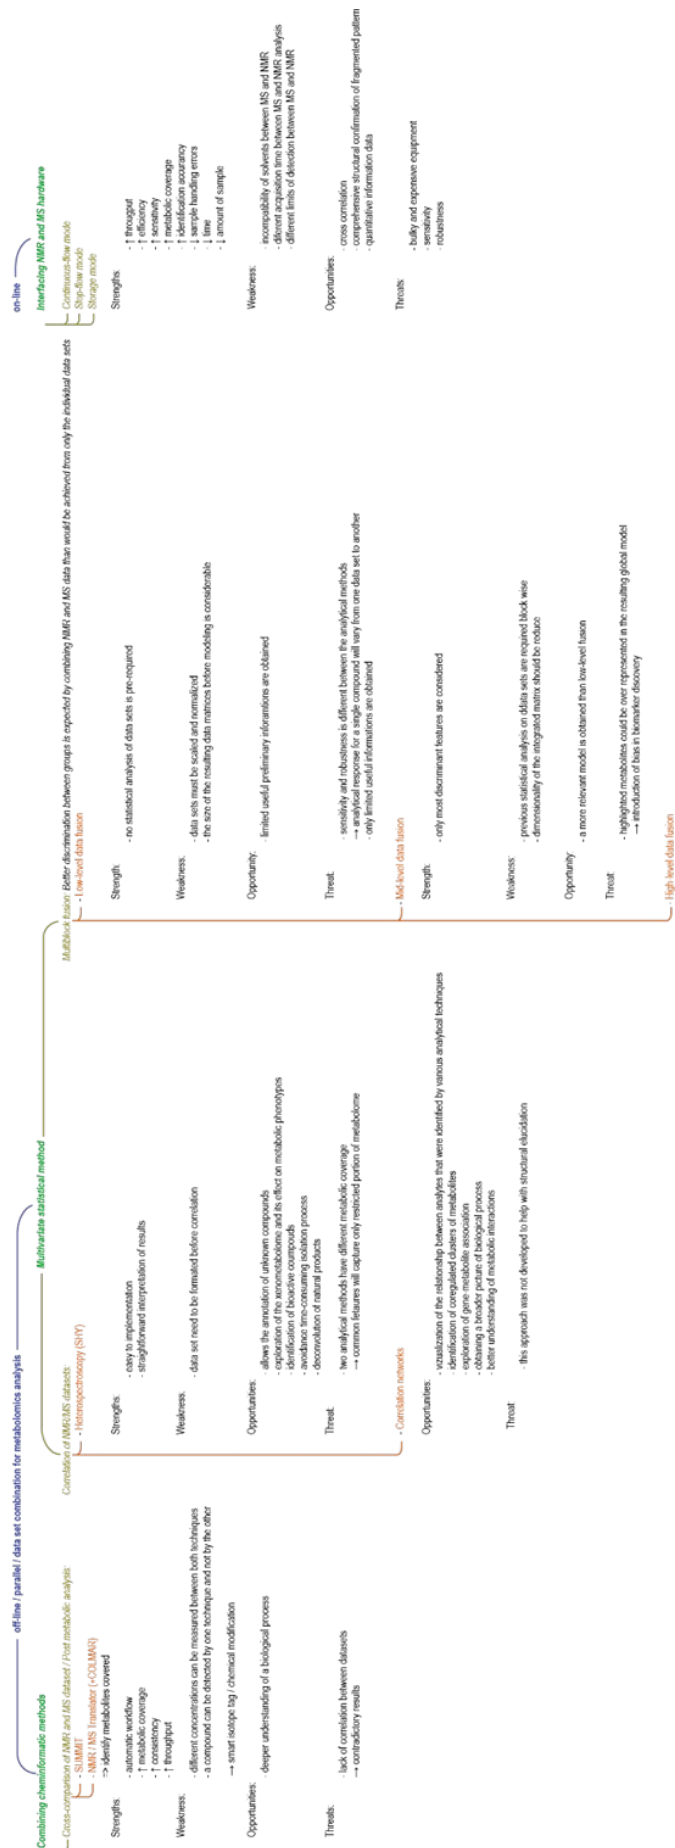 off-line / parallel / data set combination for metabolomics analysis
Combining cheminformatic methods
Cross-comparison of NMR and MS dataset / Post metabolic analysis:
- SUMMIT
- NMR / MS Translator (+COLMAR)
=> identify metabolites covered
Strengths:
- automatic workflow
- ↑ metabolic coverage
- ↑ consistency
- ↑ throughput
Weakness:
- different concentrations can be measured between both techniques
- a compound can be detected by one technique and not by the other
→ smart isotope tag / chemical modification
Opportunities:
- deeper understanding of a biological process
Threats:
- lack of correlation between datasets
→ contradictory results
Multivariate statistical method
Correlation of NMR/MS datasets:
- Heterospectroscopy (SHY)
Strengths:
- easy to implementation
- straightforward interpretation of results
Weakness:
- data set need to be formated before correlation
Opportunities:
- allows the annotation of unknown compounds
- exploration of the xenometabolome and its effect on metabolic phenotypes
- identification of bioactive coumpouds
- avoidance time-consuming isolation process
- deconvolution of natural products
Threat:
- two analytical methods have different metabolic coverage
→ common fetaures will capture only restricted portion of metabolome
- Correlation networks
Opportunities:
- vizualization of the relationship between analytes that were identified by various analytical techniques
- identification of coregulated clusters of metabolites
- exploration of gene-metabolite association
- obtaining a broader picture of biological process
- better understanding of metabolic interactions
Threat:
- this approach was not developed to help with structural elucidation
Multiblock fusion: Better discrimination between groups is expected by combining NMR and MS data than would be achieved from only the individual data sets
- Low-level data fusion
Strength:
- no statistical analysis of data sets is pre-required
Weakness:
- data sets must be scaled and normalized
- the size of the resulting data matrices before modeling is considerable
Opportunity:
- limited useful preliminary inforamtions are obtained
Threat:
- sensitivity and robustness is different between the analytical methods
→ analytical response for a single compound will vary from one data set to another
- only limited useful informations are obtained
- Mid-level data fusion
Strength:
- only most discriminant features are considered
Weakness:
- previous statistical analysis on ddata sets are required block wise
- dimensionality of the integrated matrix should be reduce
Opportunity
- a more relevant model is obtained than low-level fusion
Threat:
- highlighted metabolites could be over represented in the resulting global model
→ introduction of bias in biomarker discovery
- High level data fusion
on-line
Interfacing NMR and MS hardware
Continuous-flow mode
Stop-flow mode
Storage mode
Strengths:
- ↑ througput
- ↑ efficiency
- ↑ sensitivity
- ↑ metabolic coverage
- ↑ identification accurancy
- ↓ sample handing errors
- ↓ time
- ↓ amount of sample
Weakness:
- incompatibility of solvents between MS and NMR
- diferent acquisition time between MS and NMR analysis
- different limits of detection between MS and NMR
Opportunities:
- cross correlation
- comprehensive structural confirmation of fragmented pattern
- quantitative information data
Threats:
- bulky and expensive equipment
- sensitivity
- robustness